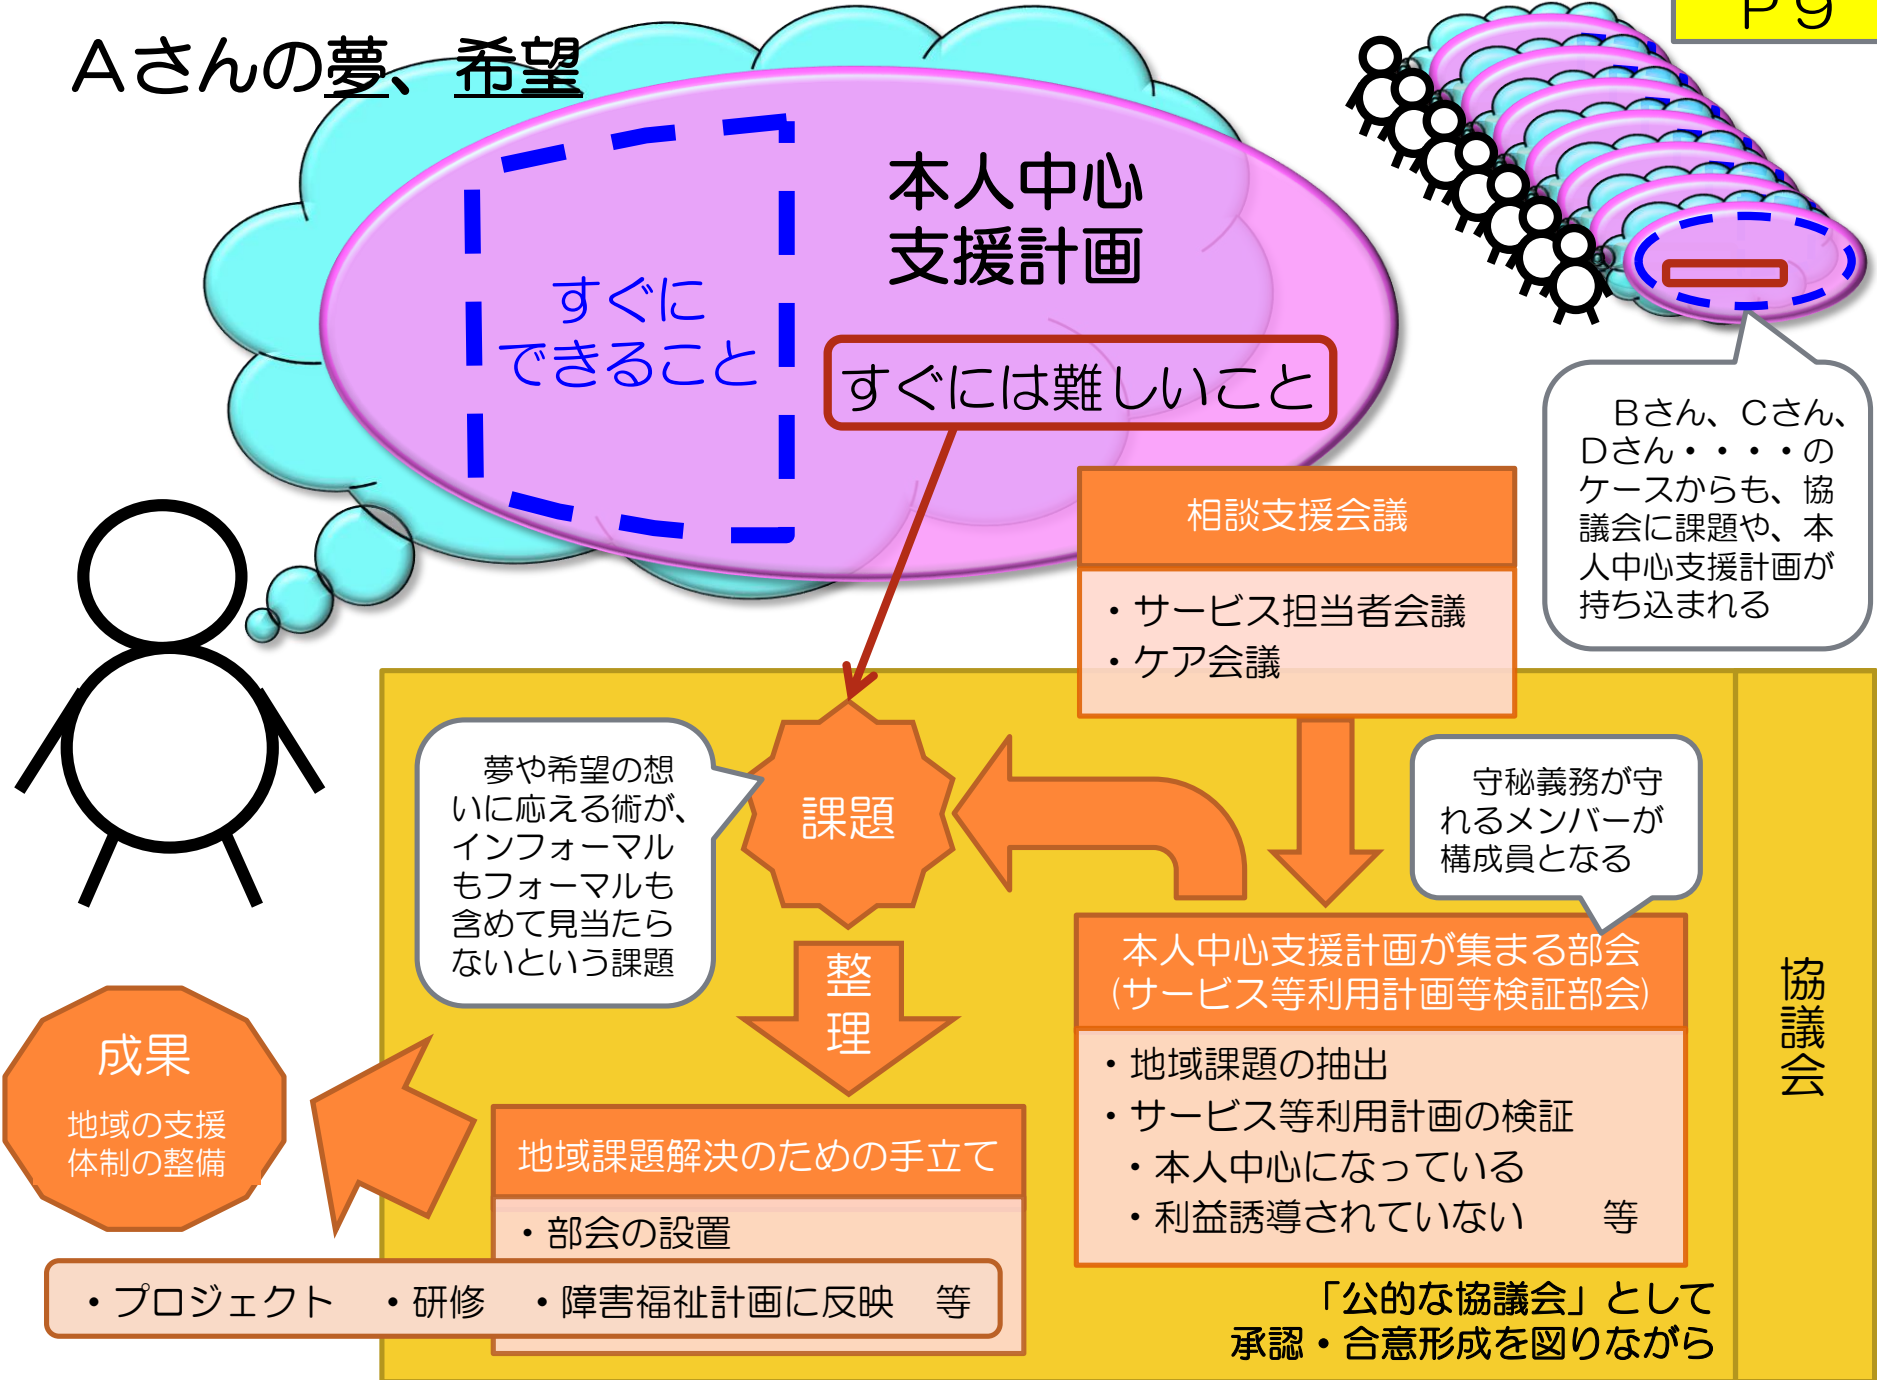 P9
Aさんの夢、希望
本人中心
支援計画
すぐに
できること
すぐには難しいこと
Bさん、Cさん、
Dさん・・・・の
ケースからも、協
議会に課題や、本
人中心支援計画が
持ち込まれる
相談支援会議
・サービス担当者会議
・ケア会議
夢や希望の想
いに応える術が、
インフォーマル
もフォーマルも
含めて見当たら
ないという課題
課題
守秘義務が守
れるメンバーが
構成員となる
整
理
本人中心支援計画が集まる部会
(サービス等利用計画等検証部会)
・地域課題の抽出
・サービス等利用計画の検証
・本人中心になっている
・利益誘導されていない　等
協議会
成果
地域の支援
体制の整備
地域課題解決のための手立て
・部会の設置
・プロジェクト　・研修　・障害福祉計画に反映　等
「公的な協議会」として
承認・合意形成を図りながら